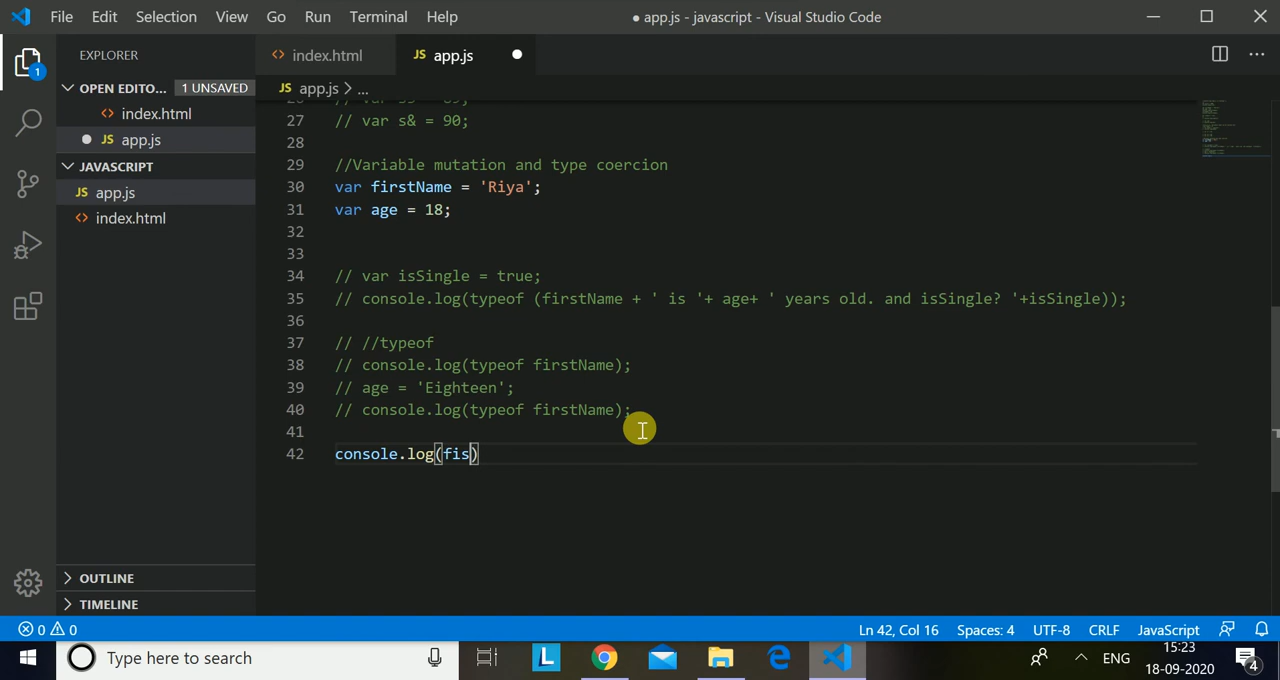 File Edit Selection View Go Run Terminal Help
● app.js - javascript - Visual Studio Code
EXPLORER
OPEN EDITO... 1 UNSAVED
<> index.html
JS app.js
JAVASCRIPT
JS app.js
<> index.html
OUTLINE
TIMELINE
<> index.html JS app.js
JS app.js > ...
27 // var s& = 90;
28
29 //Variable mutation and type coercion
30 var firstName = 'Riya';
31 var age = 18;
32
33
34 // var isSingle = true;
35 // console.log(typeof (firstName + ' is '+ age+ ' years old. and isSingle? '+isSingle));
36
37 // //typeof
38 // console.log(typeof firstName);
39 // age = 'Eighteen';
40 // console.log(typeof firstName);
41
42 console.log(fis)
0 0 Ln 42, Col 16 Spaces: 4 UTF-8 CRLF JavaScript
Type here to search
L
ENG
15:23
18-09-2020
4
1